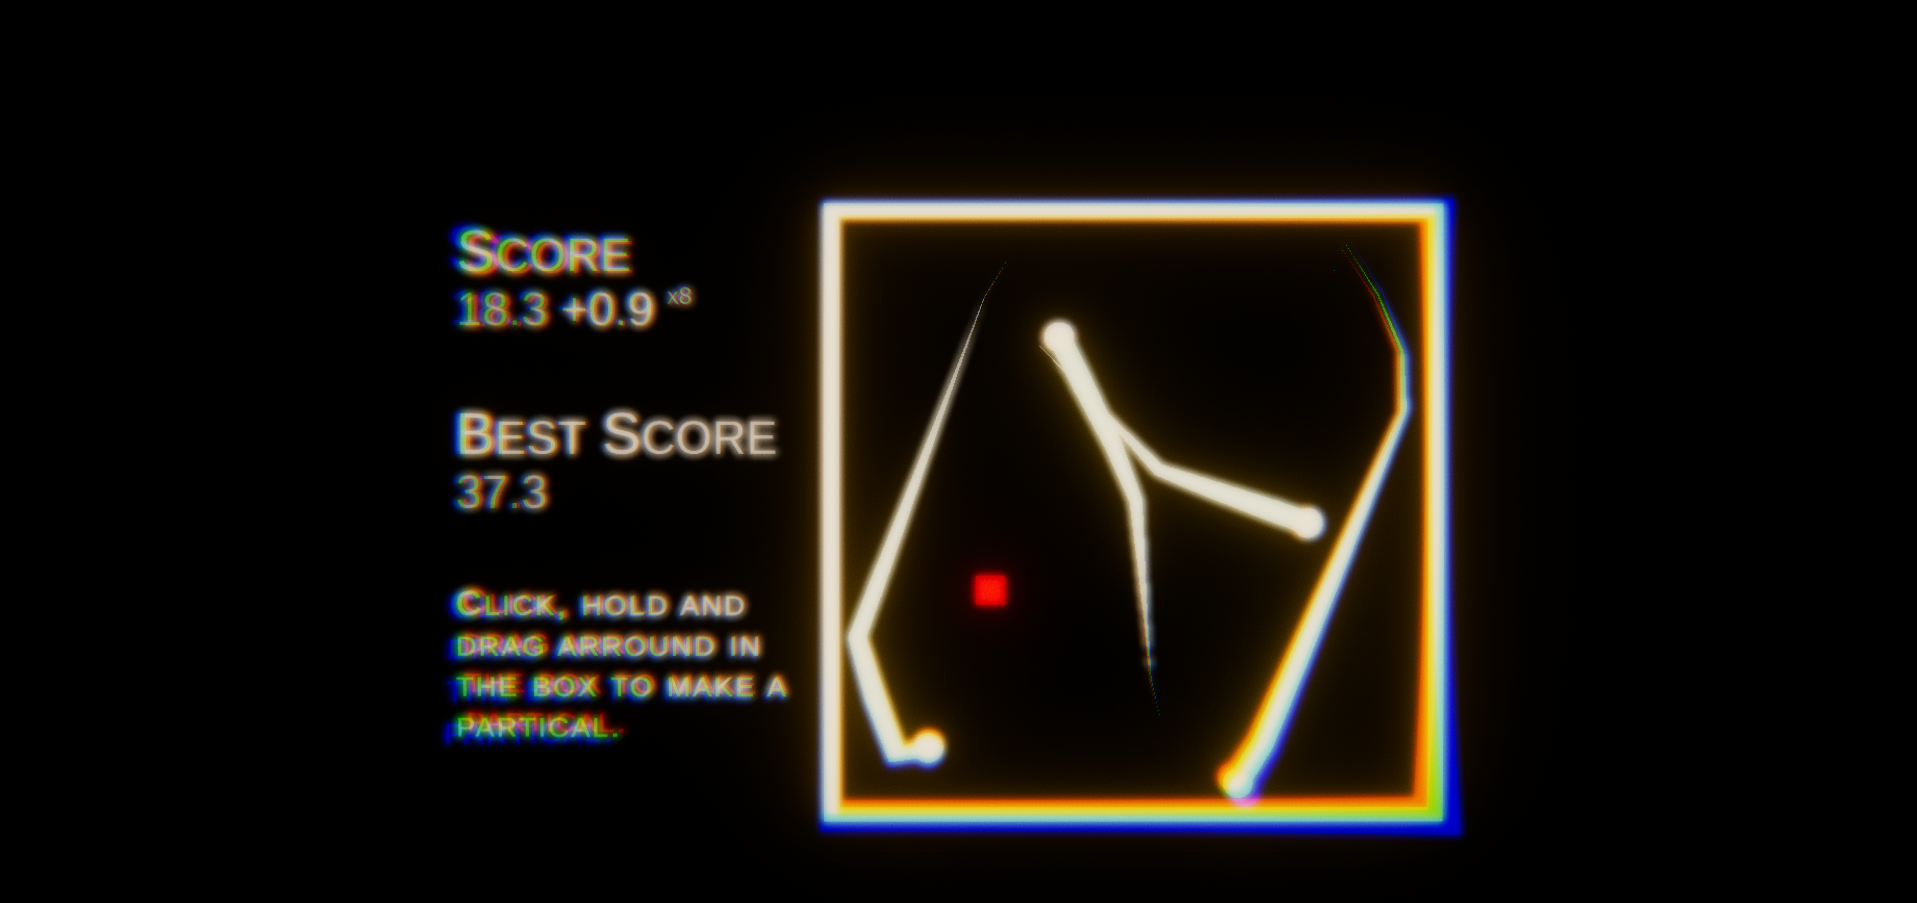 Score
18.3 +0.9 x8
Best Score
37.3
Click, hold and
drag arround in
the box to make a
partical.